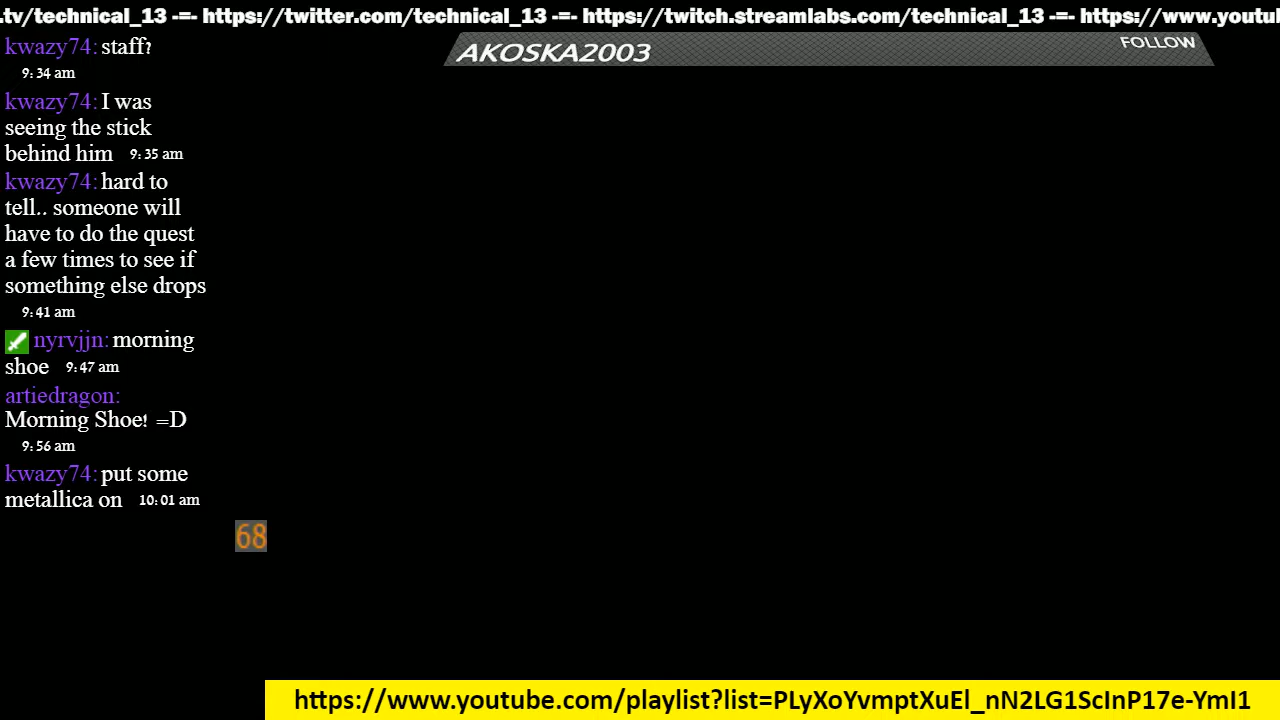 .tv/technical_13 -=- https://twitter.com/technical_13 -=- https://twitch.streamlabs.com/technical_13 -=- https://www.youtu
kwazy74: staff?
9:34 am
AKOSKA2003
FOLLOW
kwazy74: I was
seeing the stick
behind him 9:35 am
kwazy74: hard to
tell.. someone will
have to do the quest
a few times to see if
something else drops
9:41 am
nyrvjjn: morning
shoe 9:47 am
artiedragon:
Morning Shoe! =D
9:56 am
kwazy74: put some
metallica on 10:01 am
68
https://www.youtube.com/playlist?list=PLyXoYvmptXuEl_nN2LG1ScInP17e-YmI1